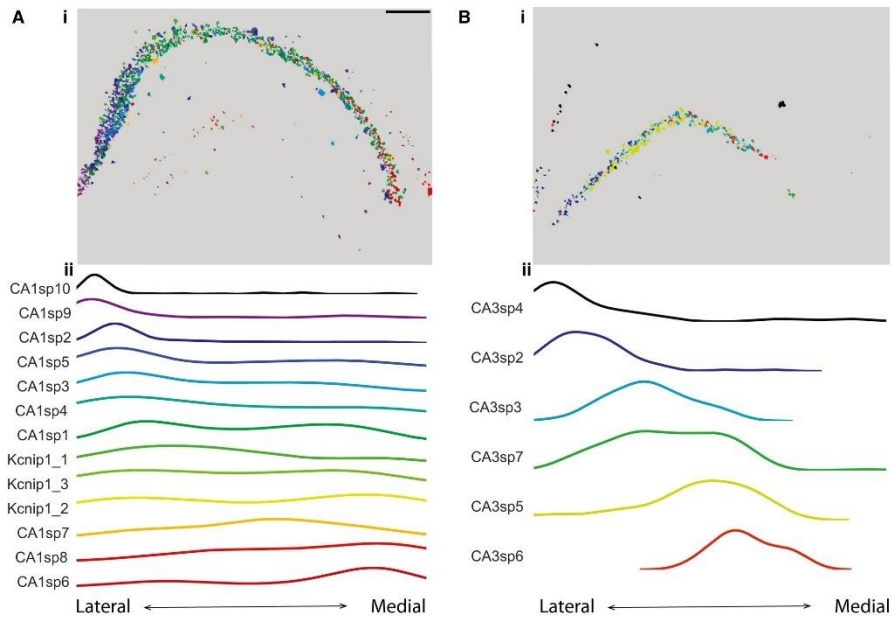 A
i
B
i
ii
CA1sp10
CA1sp9
CA1sp2
CA1sp5
CA1sp3
CA1sp4
CA1sp1
Kcnip1_1
Kcnip1_3
Kcnip1_2
CA1sp7
CA1sp8
CA1sp6
Lateral Medial
ii
CA3sp4
CA3sp2
CA3sp3
CA3sp7
CA3sp5
CA3sp6
Lateral Medial